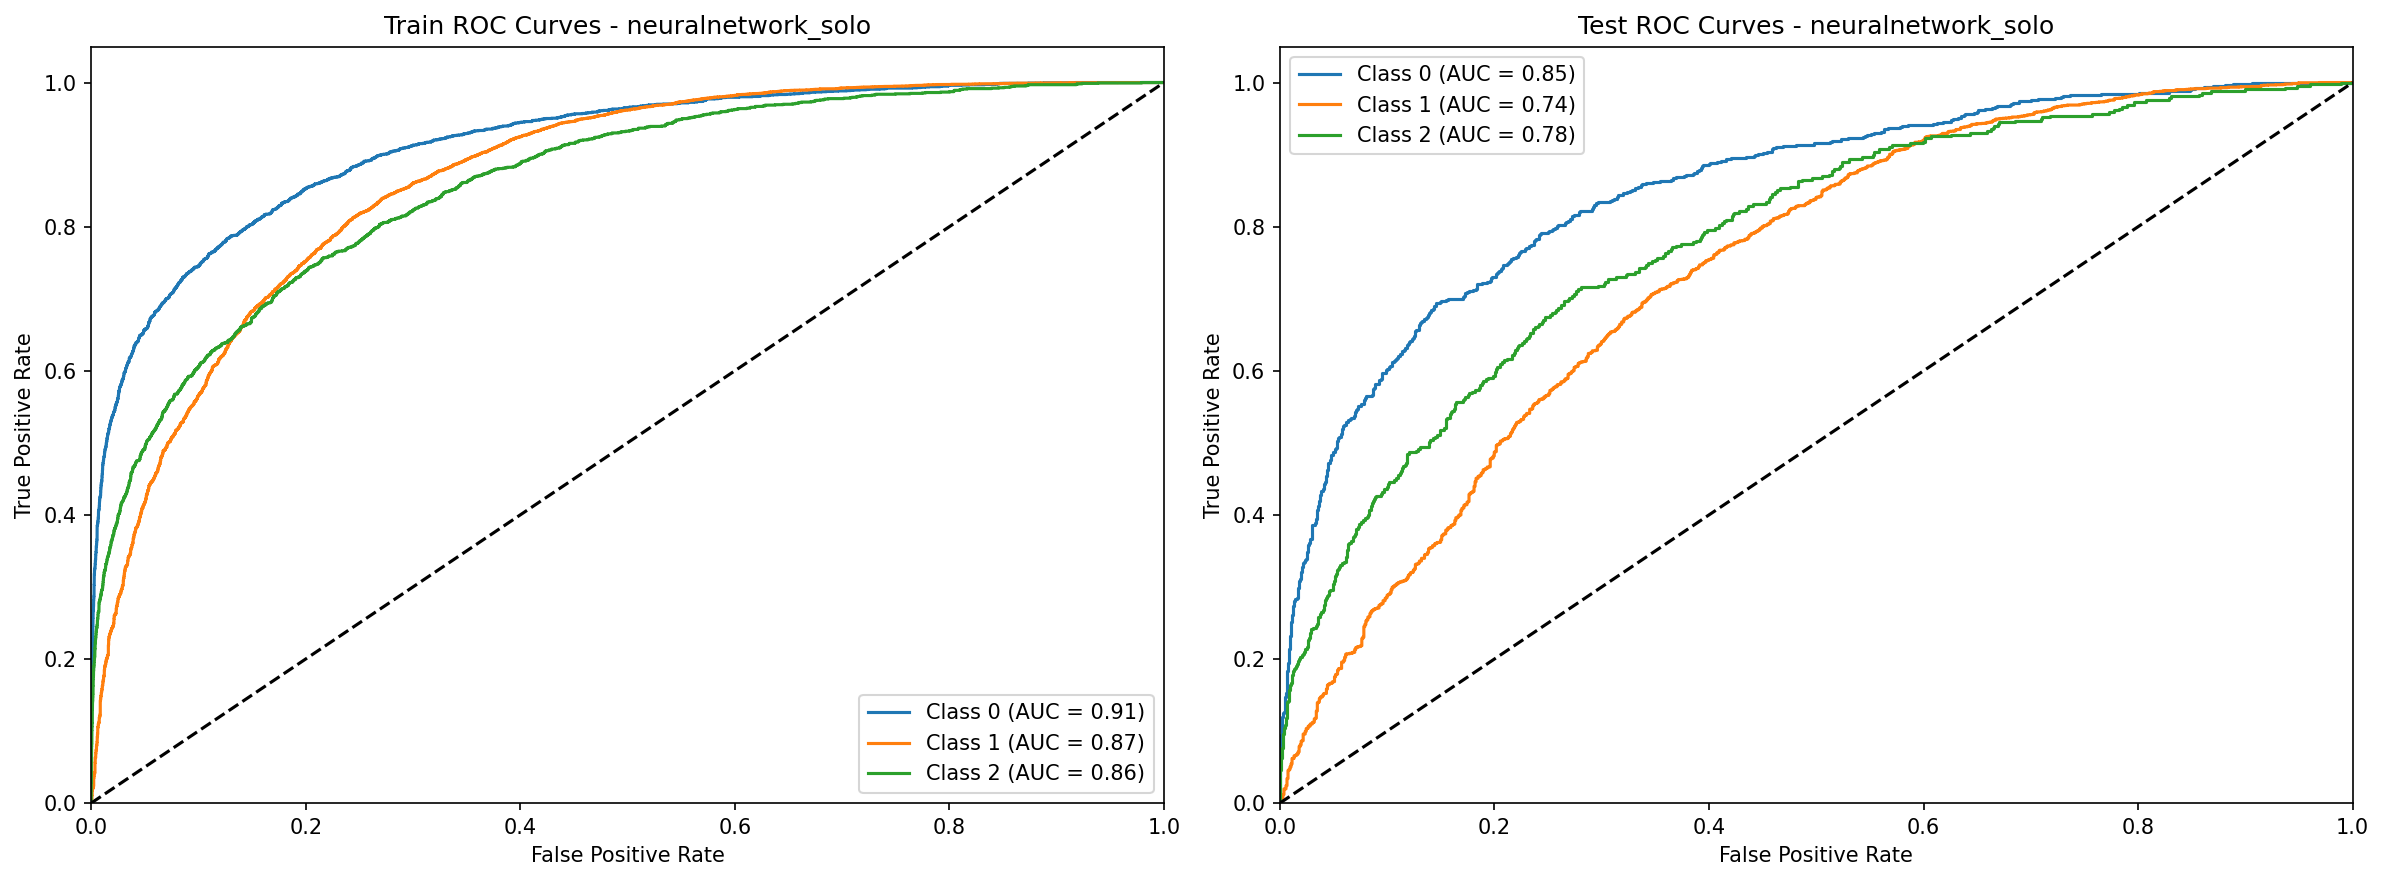 Train ROC Curves - neuralnetwork_solo
1.0
0.8
0.6
0.4
0.2
0.0
True Positive Rate
0.0 0.2 0.4 0.6 0.8 1.0
False Positive Rate
Class 0 (AUC = 0.91)
Class 1 (AUC = 0.87)
Class 2 (AUC = 0.86)
Test ROC Curves - neuralnetwork_solo
Class 0 (AUC = 0.85)
Class 1 (AUC = 0.74)
Class 2 (AUC = 0.78)
1.0
0.8
0.6
0.4
0.2
0.0
True Positive Rate
0.0 0.2 0.4 0.6 0.8 1.0
False Positive Rate